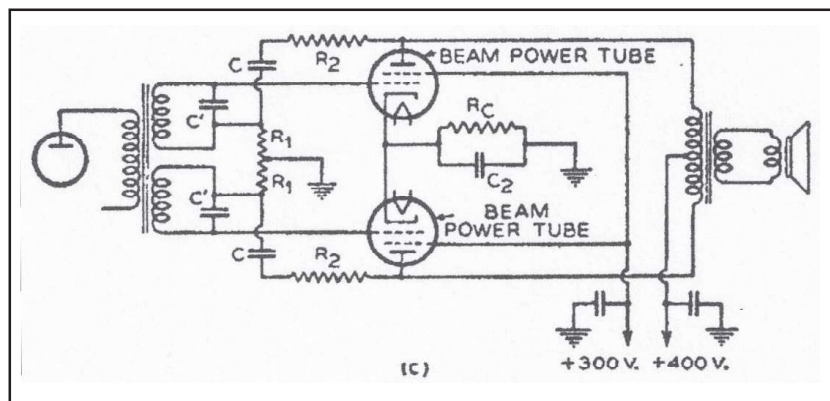 R2
BEAM POWER TUBE
C
C'
R1
RC
R1
C2
C'
BEAM
POWER TUBE
C
R2
+300 V. +400 V.
(C)